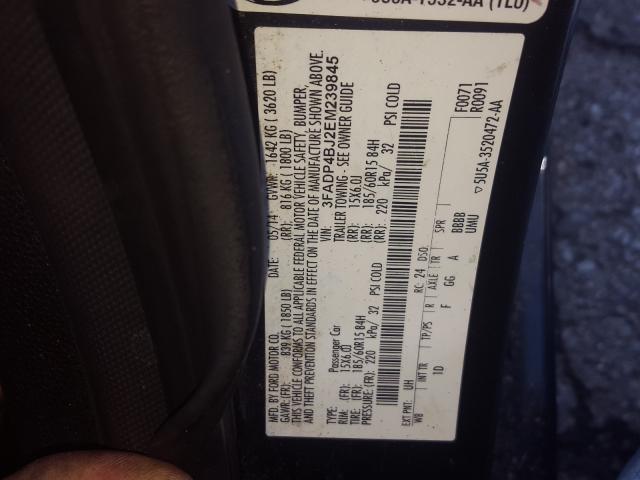 MFD. BY FORD MOTOR CO.
DATE: 05/14 GVWR: 1642 KG ( 3620 LB)
GAWR:(FR): 839 KG ( 1850 LB) (RR): 816 KG ( 1800 LB)
THIS VEHICLE CONFORMS TO ALL APPLICABLE FEDERAL MOTOR VEHICLE SAFETY, BUMPER,
AND THEFT PREVENTION STANDARDS IN EFFECT ON THE DATE OF MANUFACTURE SHOWN ABOVE.
VIN: 3FADP4BJ2EM239845
Passenger Car TRAILER TOWING - SEE OWNER GUIDE
RIM: (FR): 15X6.0J (RR): 15X6.0J
TIRE: (FR): 185/60R15 84H (RR): 185/60R15 84H
PRESSURE:(FR): 220 kPa/ 32 PSI COLD (RR): 220 kPa/ 32 PSI COLD
EXT PNT: UH RC: 24 DSO: F0071
WB INT TR TP/PS R AXLE TR SPR R0091
1D F GG A BBBB
UMU
▽5U5A-3520472-AA
(TLD)